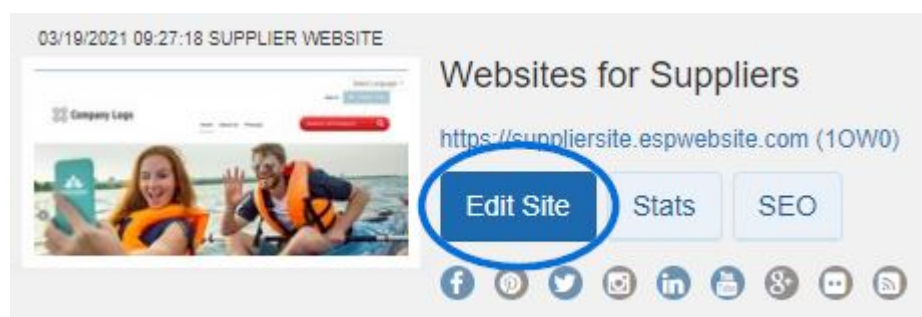 03/19/2021 09:27:18 SUPPLIER WEBSITE
Websites for Suppliers
https://suppliersite.espwebsite.com (1OW0)
Company Logo
Edit Site
Stats
SEO